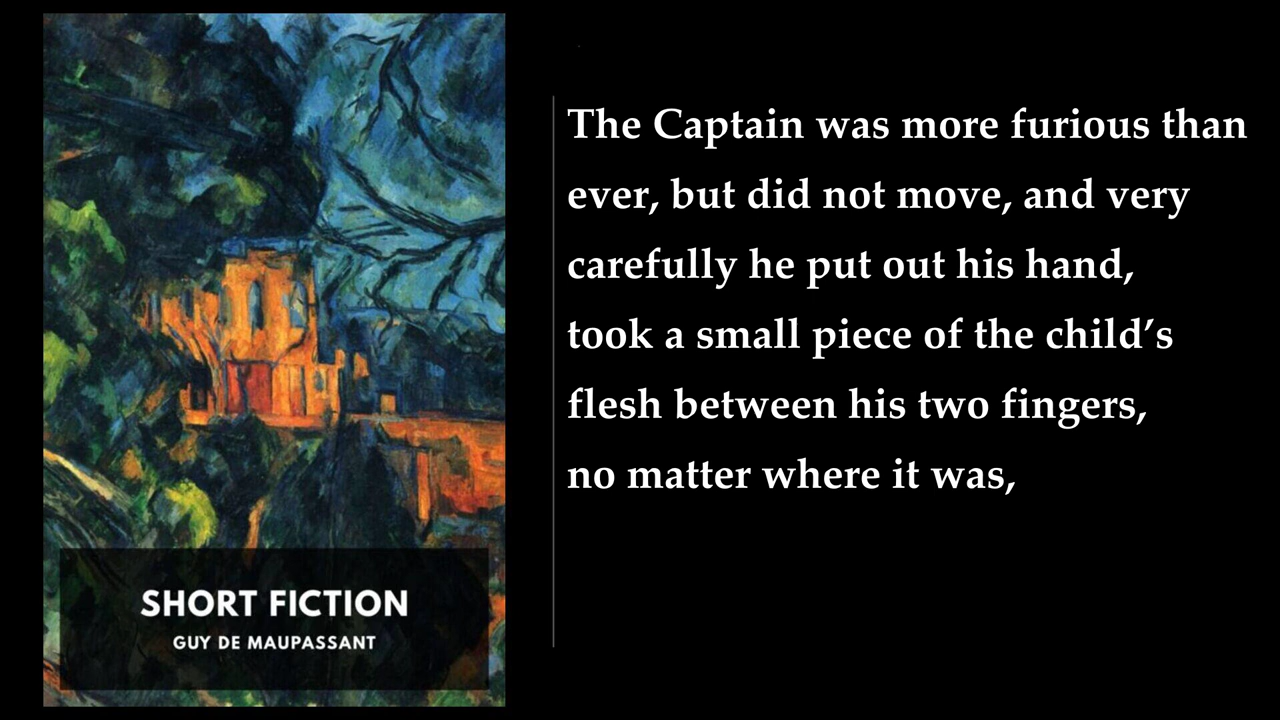 SHORT FICTION
GUY DE MAUPASSANT
The Captain was more furious than
ever, but did not move, and very
carefully he put out his hand,
took a small piece of the child’s
flesh between his two fingers,
no matter where it was,